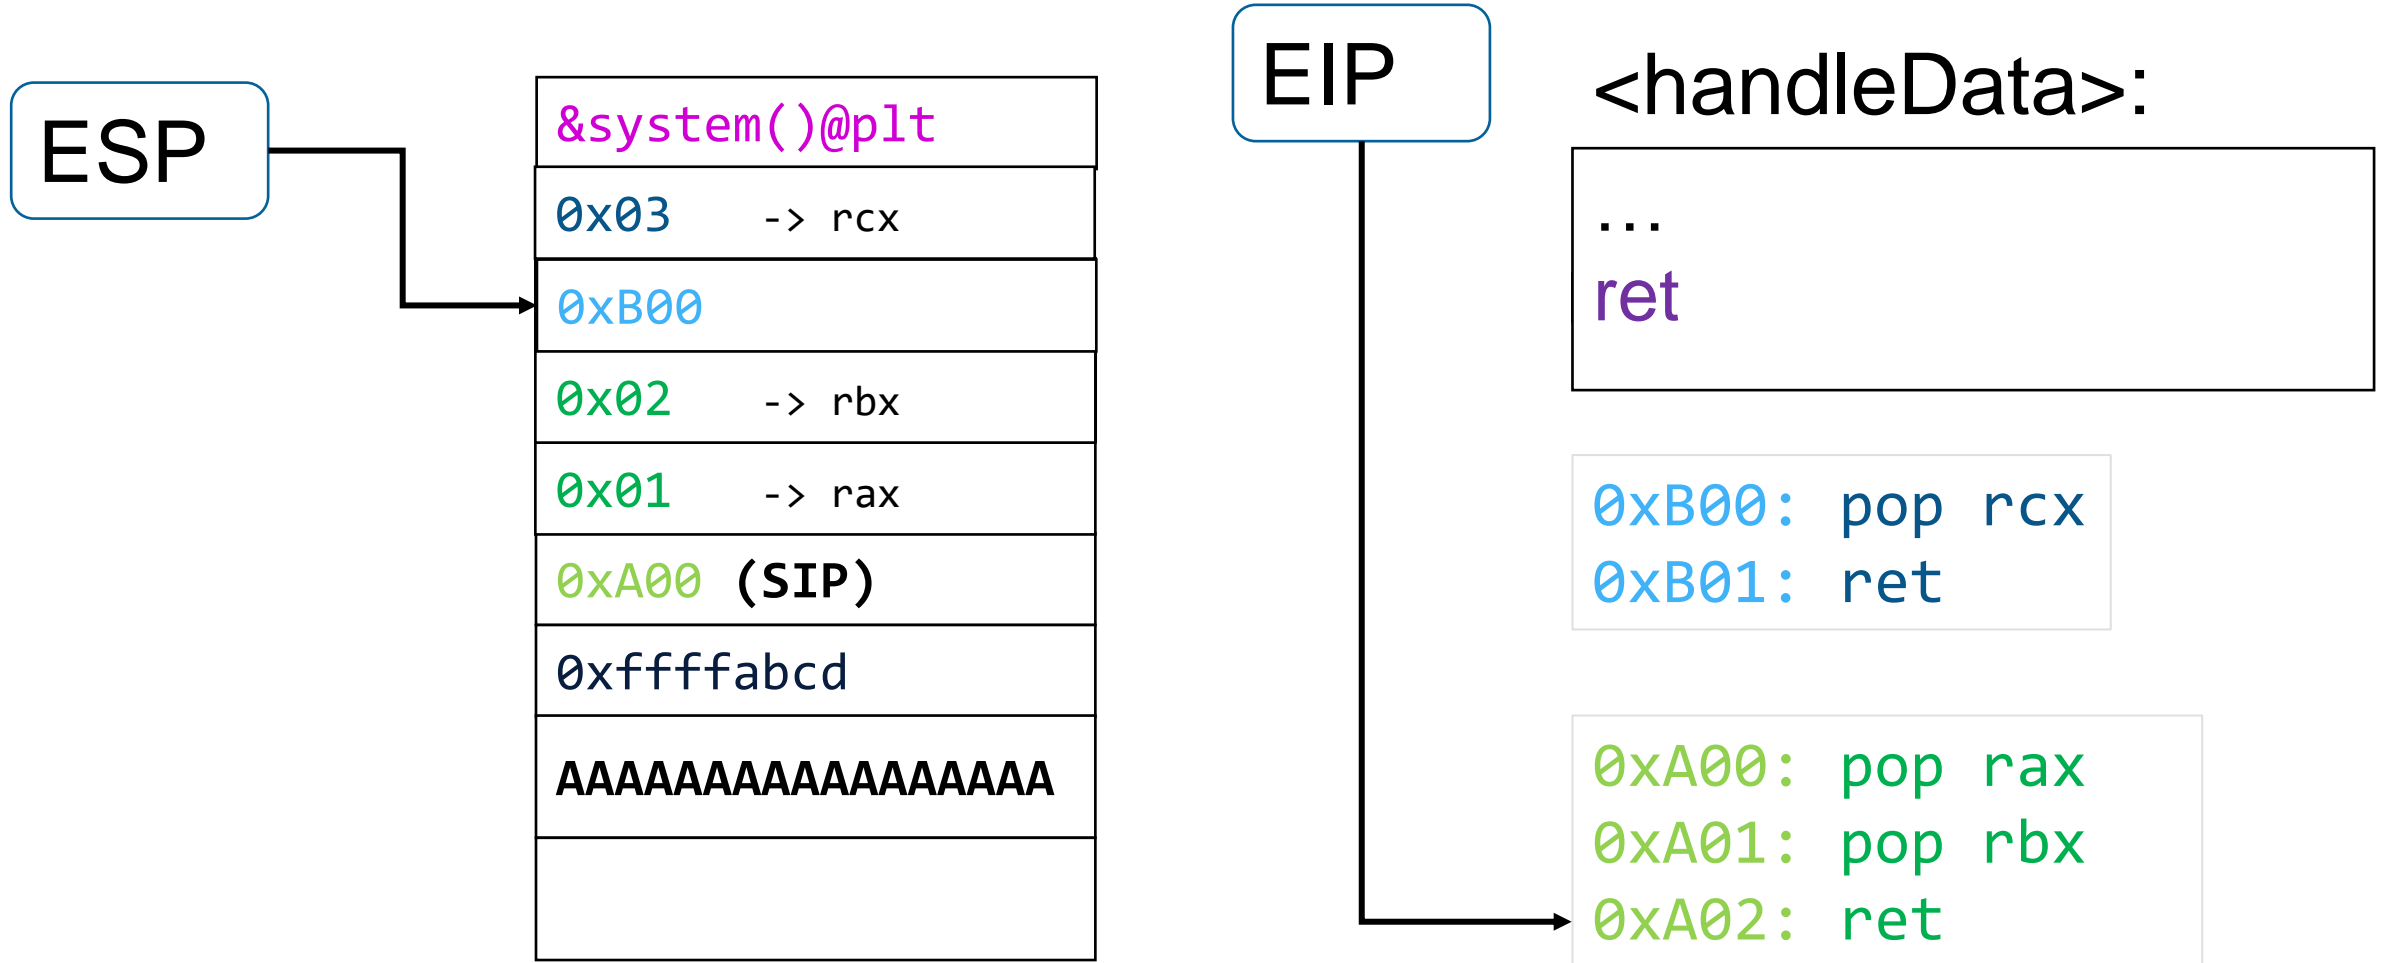 ESP
&system()@plt
0x03 -> rcx
0xB00
0x02 -> rbx
0x01 -> rax
0xA00 (SIP)
0xffffabcd
AAAAAAAAAAAAAAAAA
EIP
<handleData>:
...
ret
0xB00: pop rcx
0xB01: ret
0xA00: pop rax
0xA01: pop rbx
0xA02: ret